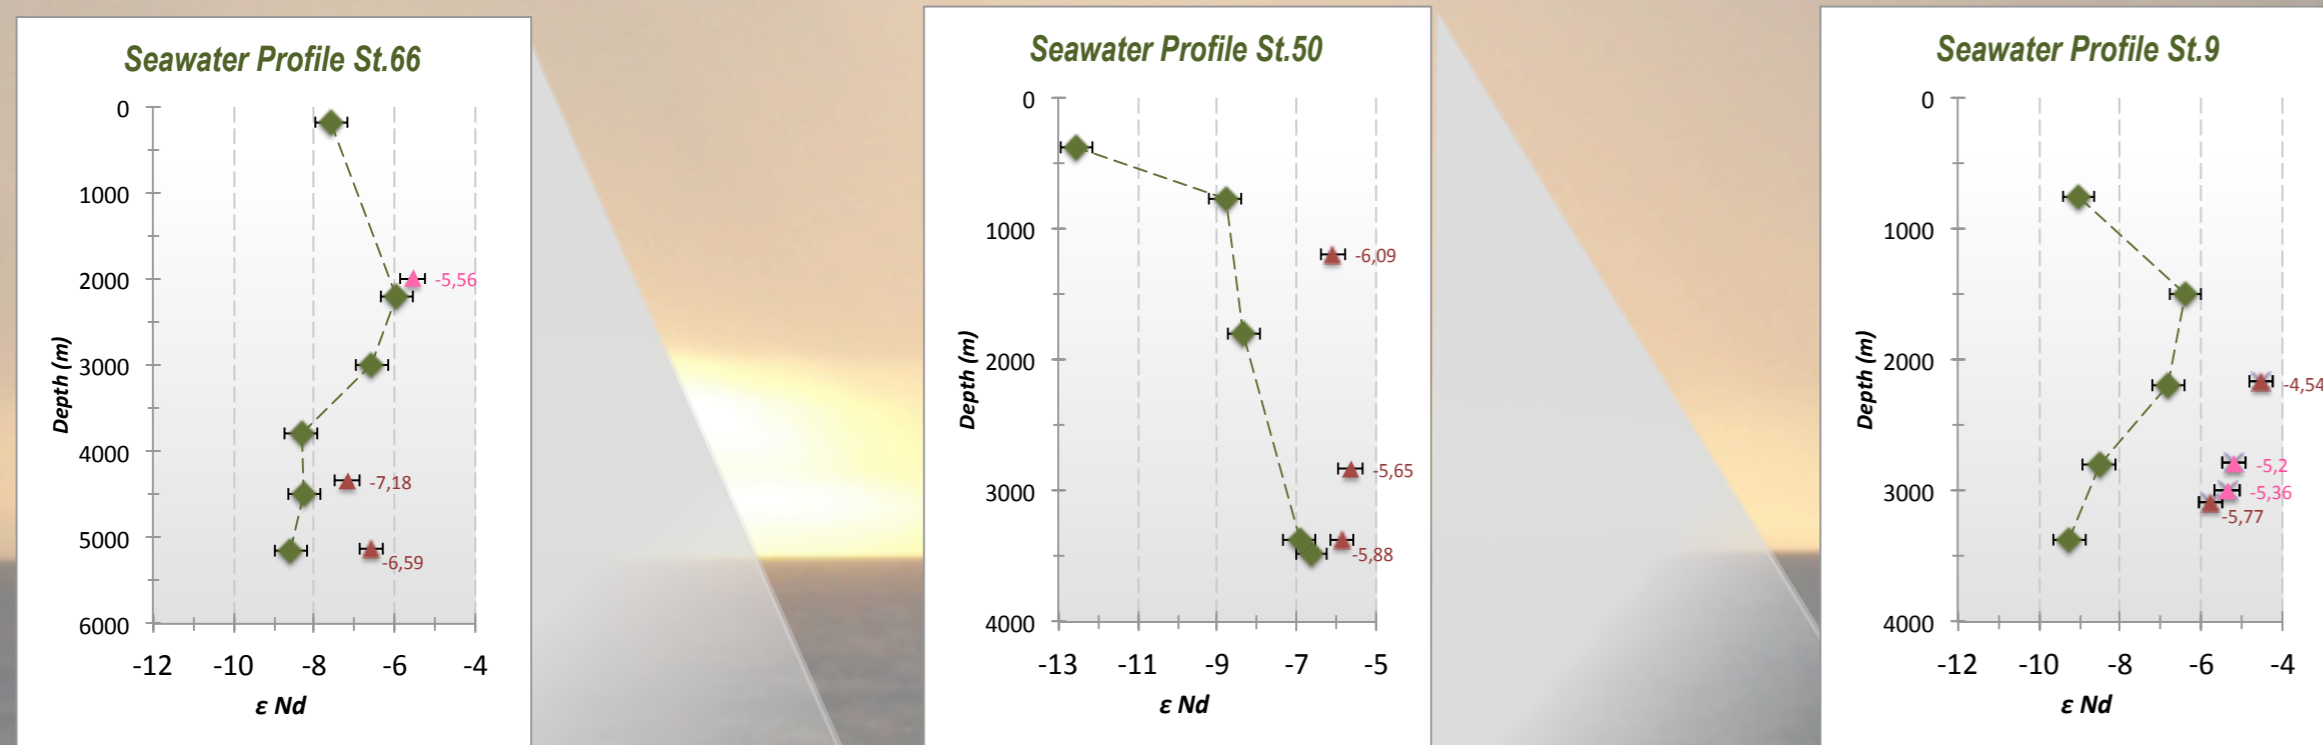 Seawater Profile St.66
0
1000
2000
3000
4000
5000
6000
-12 -10 -8 -6 -4
Depth (m)
ε Nd
-5,56
-7,18
-6,59
Seawater Profile St.50
0
1000
2000
3000
4000
-13 -11 -9 -7 -5
Depth (m)
ε Nd
-6,09
-5,65
-5,88
Seawater Profile St.9
0
1000
2000
3000
4000
-12 -10 -8 -6 -4
Depth (m)
ε Nd
-4,54
-5,2
-5,36
-5,77